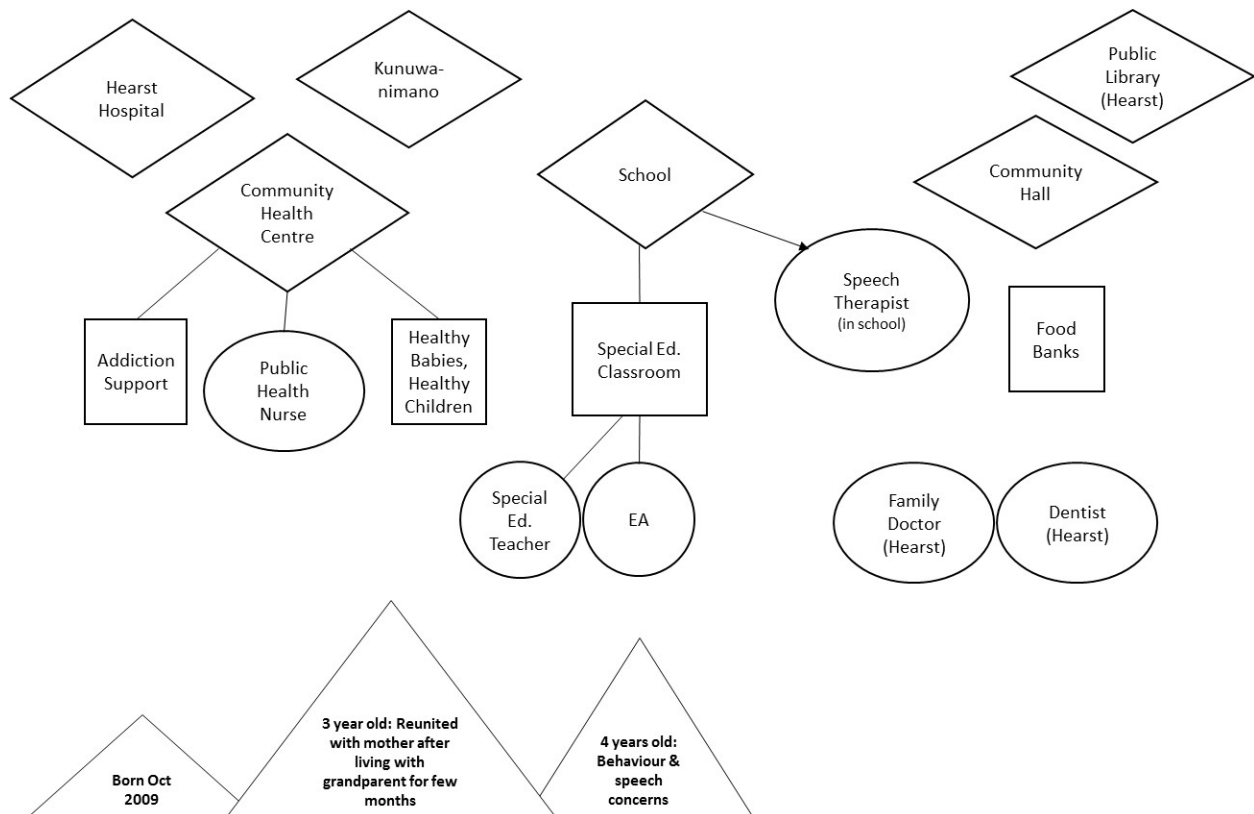 Hearst
Hospital
Kunuwa-
nimano
Public
Library
(Hearst)
School
Community
Hall
Community
Health
Centre
Speech
Therapist
(in school)
Addiction
Support
Public
Health
Nurse
Healthy
Babies,
Healthy
Children
Special Ed.
Classroom
Food
Banks
Special
Ed.
Teacher
EA
Family
Doctor
(Hearst)
Dentist
(Hearst)
Born Oct
2009
3 year old: Reunited
with mother after
living with
grandparent for few
months
4 years old:
Behaviour &
speech
concerns